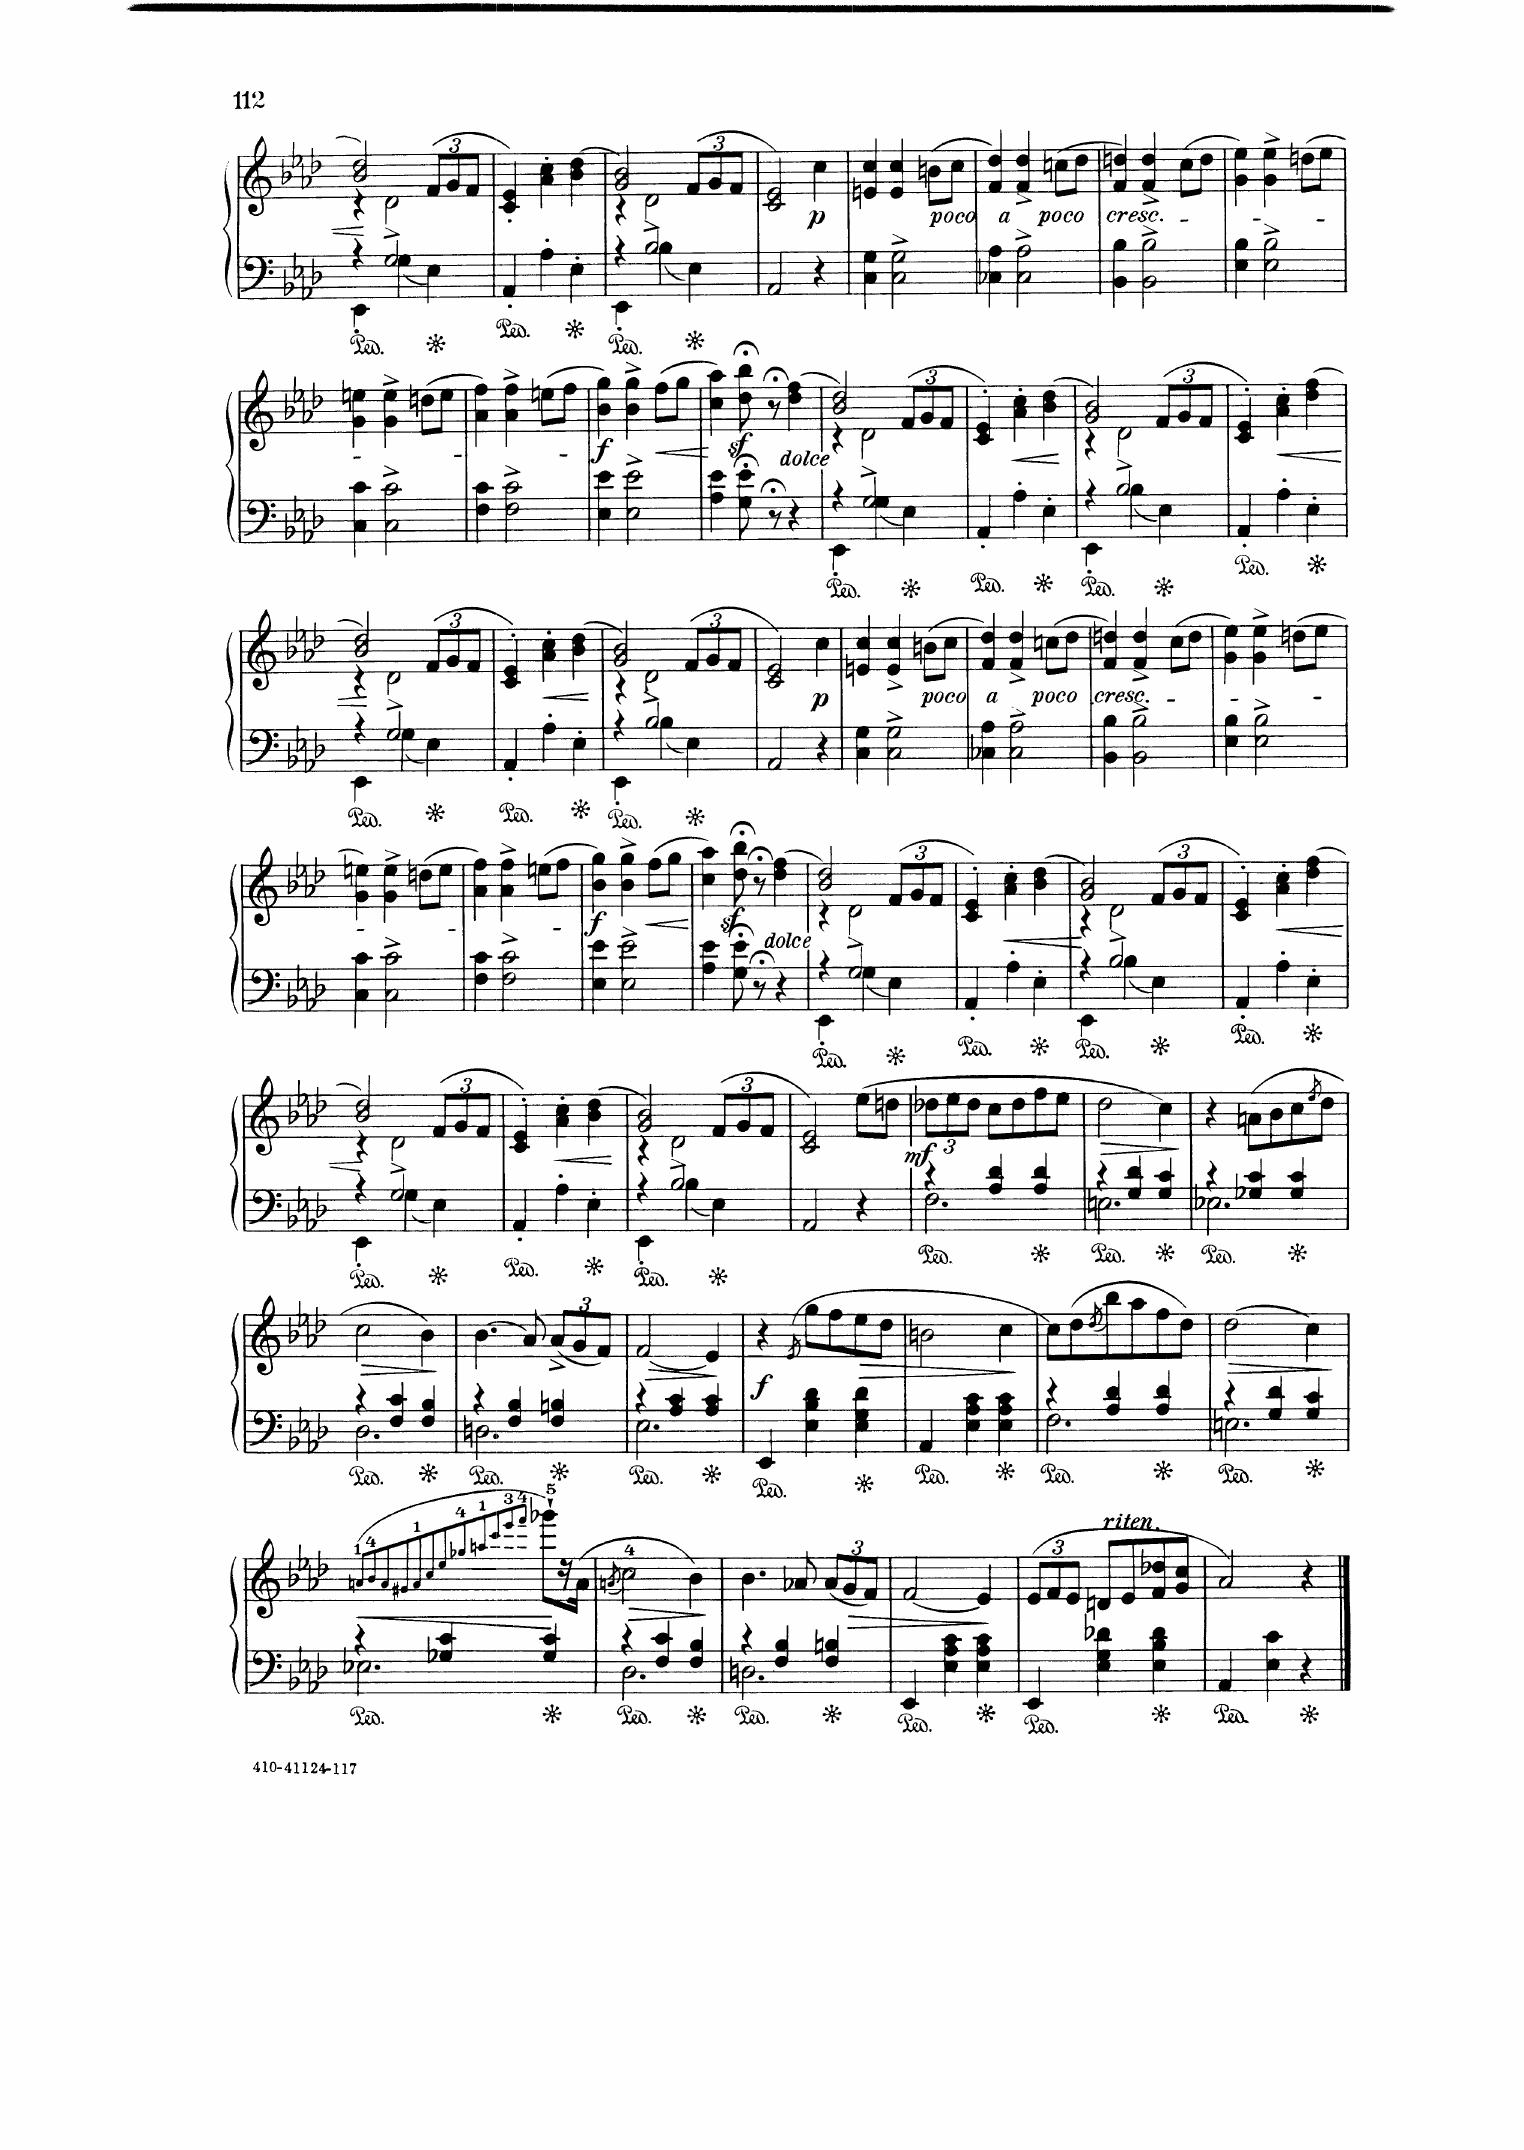 112
3 3
p poco a poco cresc.
Ped. Ped. Ped.
3 3
f sf dolce
Ped. Ped. Ped. Ped.
3 3
p poco a poco cresc.
Ped. Ped. Ped.
3 3
f sf dolce
Ped. Ped. Ped. Ped.
3 3
mf 3
Ped. Ped. Ped. Ped. Ped. Ped.
3
f
Ped. Ped. Ped. Ped. Ped. Ped. Ped.
1 4 1 4 1 3 4 5 4 3 3 riten.
Ped. Ped. Ped. Ped. Ped. Ped.
410-41124-117